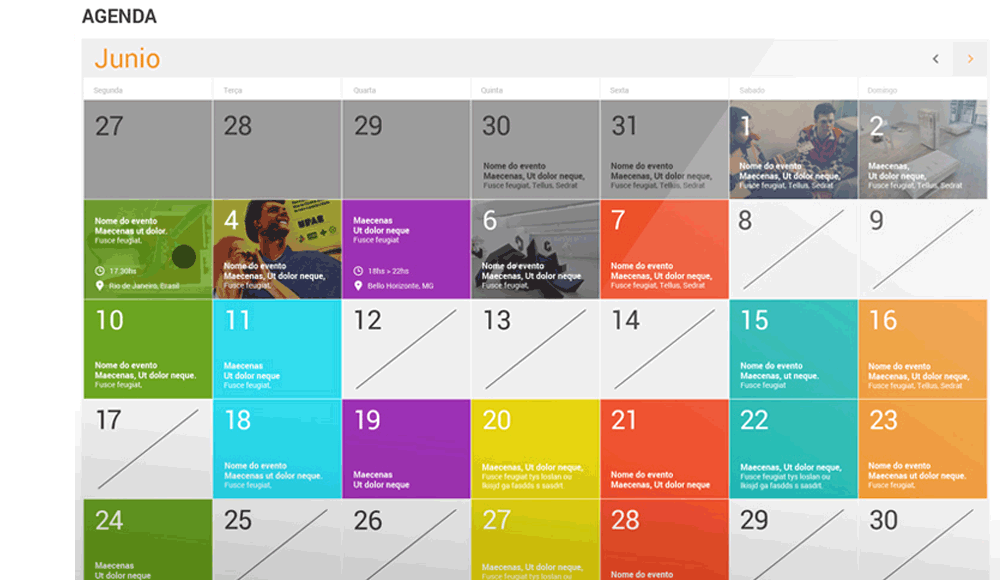 AGENDA
Junio
Segunda Terça Quarta Quinta Sexta Sabado Domingo
27 28 29 30 31 1 2
Nome do evento
Maecenas, Ut dolor neque,
Fusce feugiat, Tellus. Sedrat
Nome do evento
Maecenas, Ut dolor neque,
Fusce feugiat, Tellus. Sedrat
Nome do evento
Maecenas, Ut dolor neque,
Fusce feugiat, Tellus. Sedrat
Maecenas,
Ut dolor neque,
Fusce feugiat, Tellus. Sedrat
Nome do evento
Maecenas ut dolor.
Fusce feugiat.
17.30hs
Rio de Janeiro, Brasil
4
Nome do evento
Maecenas, Ut dolor neque,
Fusce feugiat,
Maecenas
Ut dolor neque
Fusce feugiat
18hs > 22hs
Bello Horizonte, MG
6
Nome do evento
Maecenas, Ut dolor neque
Fusce feugiat,
7
Nome do evento
Maecenas, Ut dolor neque,
Fusce feugiat, Tellus. Sedrat
8 9
10 11 12 13 14 15 16
Nome do evento
Maecenas, Ut dolor neque.
Fusce feugiat,
Maecenas
Ut dolor neque
Fusce feugiat,
Nome do evento
Maecenas, ut neque.
Fusce feugiat
Nome do evento
Maecenas, Ut dolor neque,
Fusce feugiat, Tellus. Sedrat
17 18 19 20 21 22 23
Nome do evento
Maecenas ut dolor neque.
Fusce feugiat,
Maecenas
Ut dolor neque
Maecenas, Ut dolor neque,
Fusce feugiat tys loslan ou
lkisjd ga fasdds s sasdrt.
Nome do evento
Maecenas, Ut dolor neque
Maecenas, Ut dolor neque,
Fusce feugiat tys loslan ou
lkisjd ga fasdds s sasdrt.
Nome do evento
Maecenas ut dolor neque.
24 25 26 27 28 29 30
Maecenas
Ut dolor neque
Maecenas, Ut dolor neque,
Fusce feugiat tys loslan ou
Nome do evento